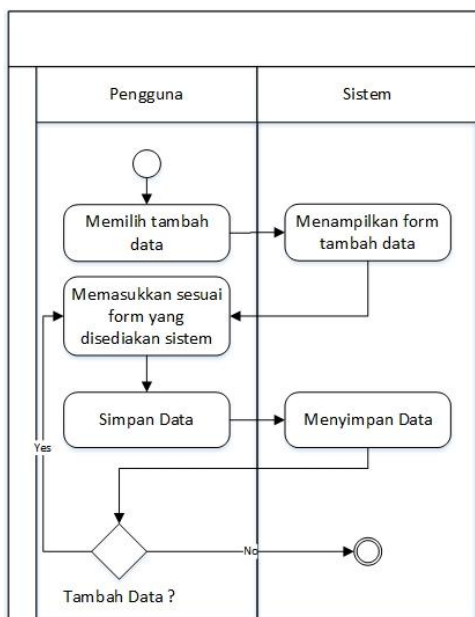 Pengguna
Sistem
Memilih tambah
data
Menampilkan form
tambah data
Memasukkan sesuai
form yang
disediakan sistem
Simpan Data
Menyimpan Data
Yes
No
Tambah Data ?